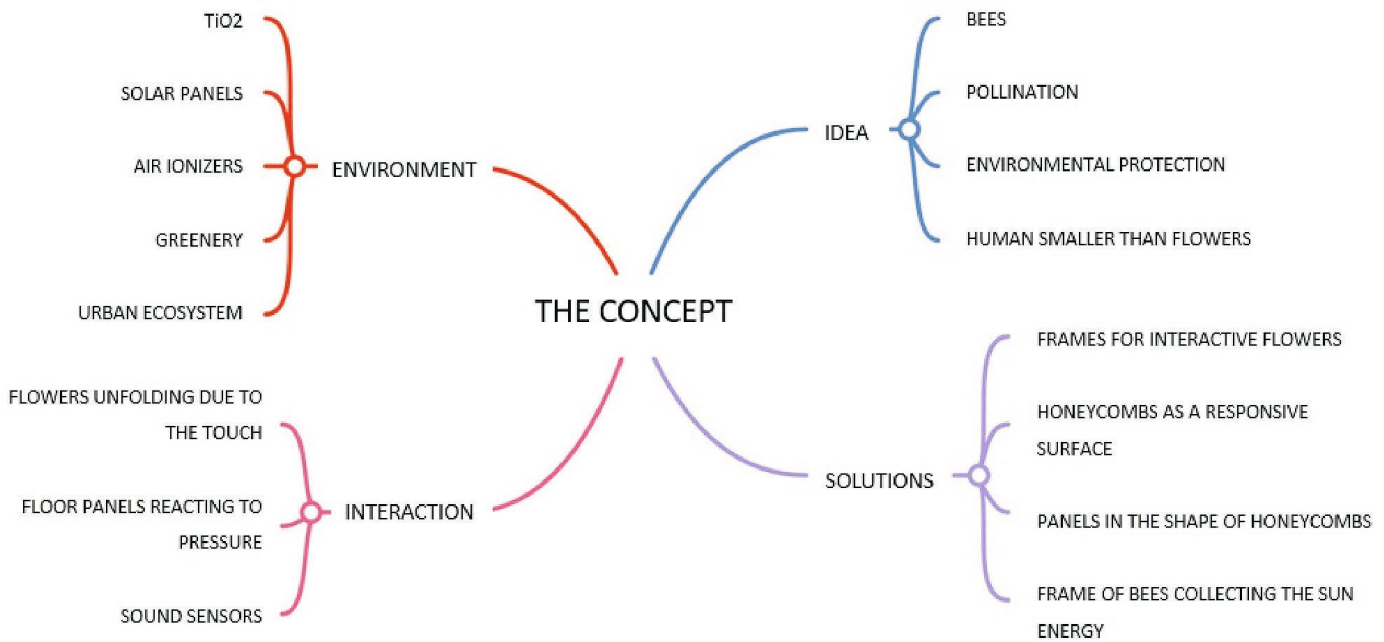 THE CONCEPT
ENVIRONMENT
TiO2
SOLAR PANELS
AIR IONIZERS
GREENERY
URBAN ECOSYSTEM
IDEA
BEES
POLLINATION
ENVIRONMENTAL PROTECTION
HUMAN SMALLER THAN FLOWERS
INTERACTION
FLOWERS UNFOLDING DUE TO
THE TOUCH
FLOOR PANELS REACTING TO
PRESSURE
SOUND SENSORS
SOLUTIONS
FRAMES FOR INTERACTIVE FLOWERS
HONEYCOMBS AS A RESPONSIVE
SURFACE
PANELS IN THE SHAPE OF HONEYCOMBS
FRAME OF BEES COLLECTING THE SUN
ENERGY